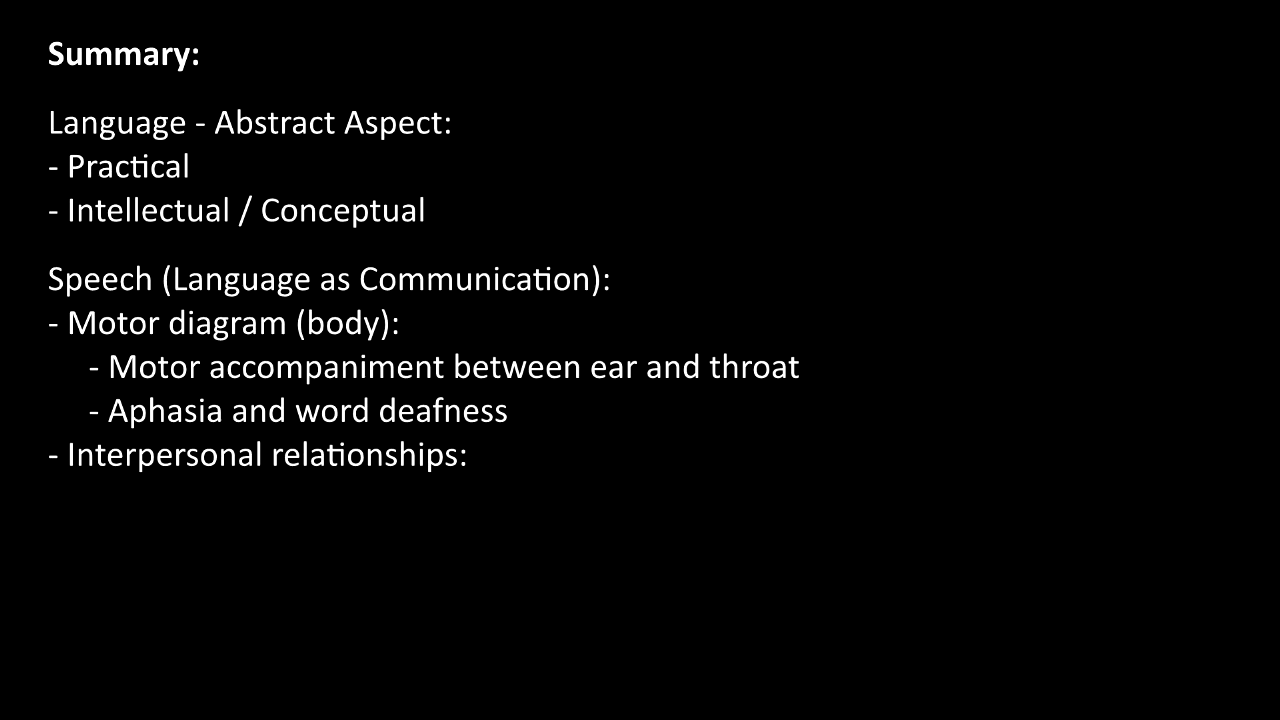 Summary:
Language - Abstract Aspect:
- Practical
- Intellectual / Conceptual
Speech (Language as Communication):
- Motor diagram (body):
- Motor accompaniment between ear and throat
- Aphasia and word deafness
- Interpersonal relationships: